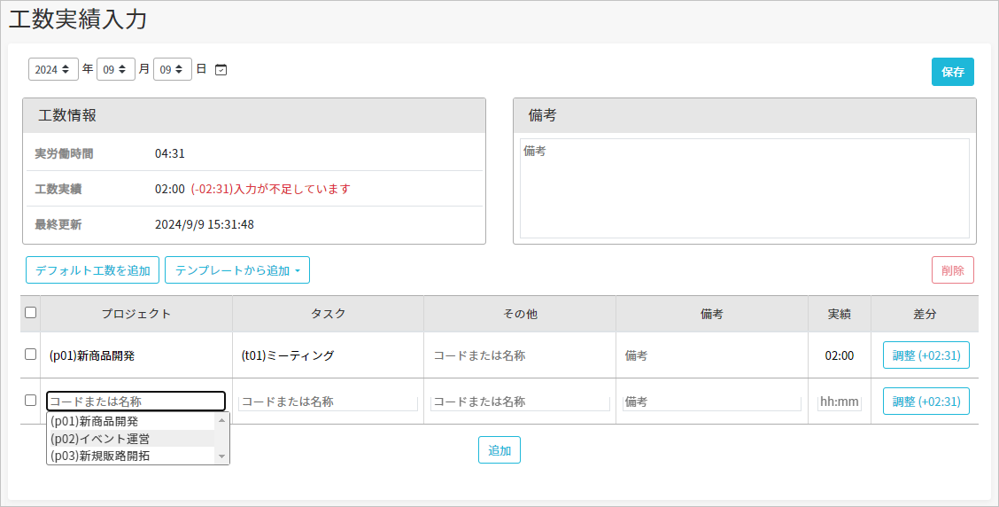 工数実績入力
2024 年 09 月 09 日
保存
工数情報
実労働時間 04:31
工数実績 02:00 (-02:31)入力が不足しています
最終更新 2024/9/9 15:31:48
備考
備考
デフォルト工数を追加 テンプレートから追加
削除
プロジェクト タスク その他 備考 実績 差分
(p01)新商品開発 (t01)ミーティング コードまたは名称 備考 02:00 調整 (+02:31)
コードまたは名称 コードまたは名称 コードまたは名称 備考 hh:mm 調整 (+02:31)
(p01)新商品開発
(p02)イベント運営
(p03)新規販路開拓
追加